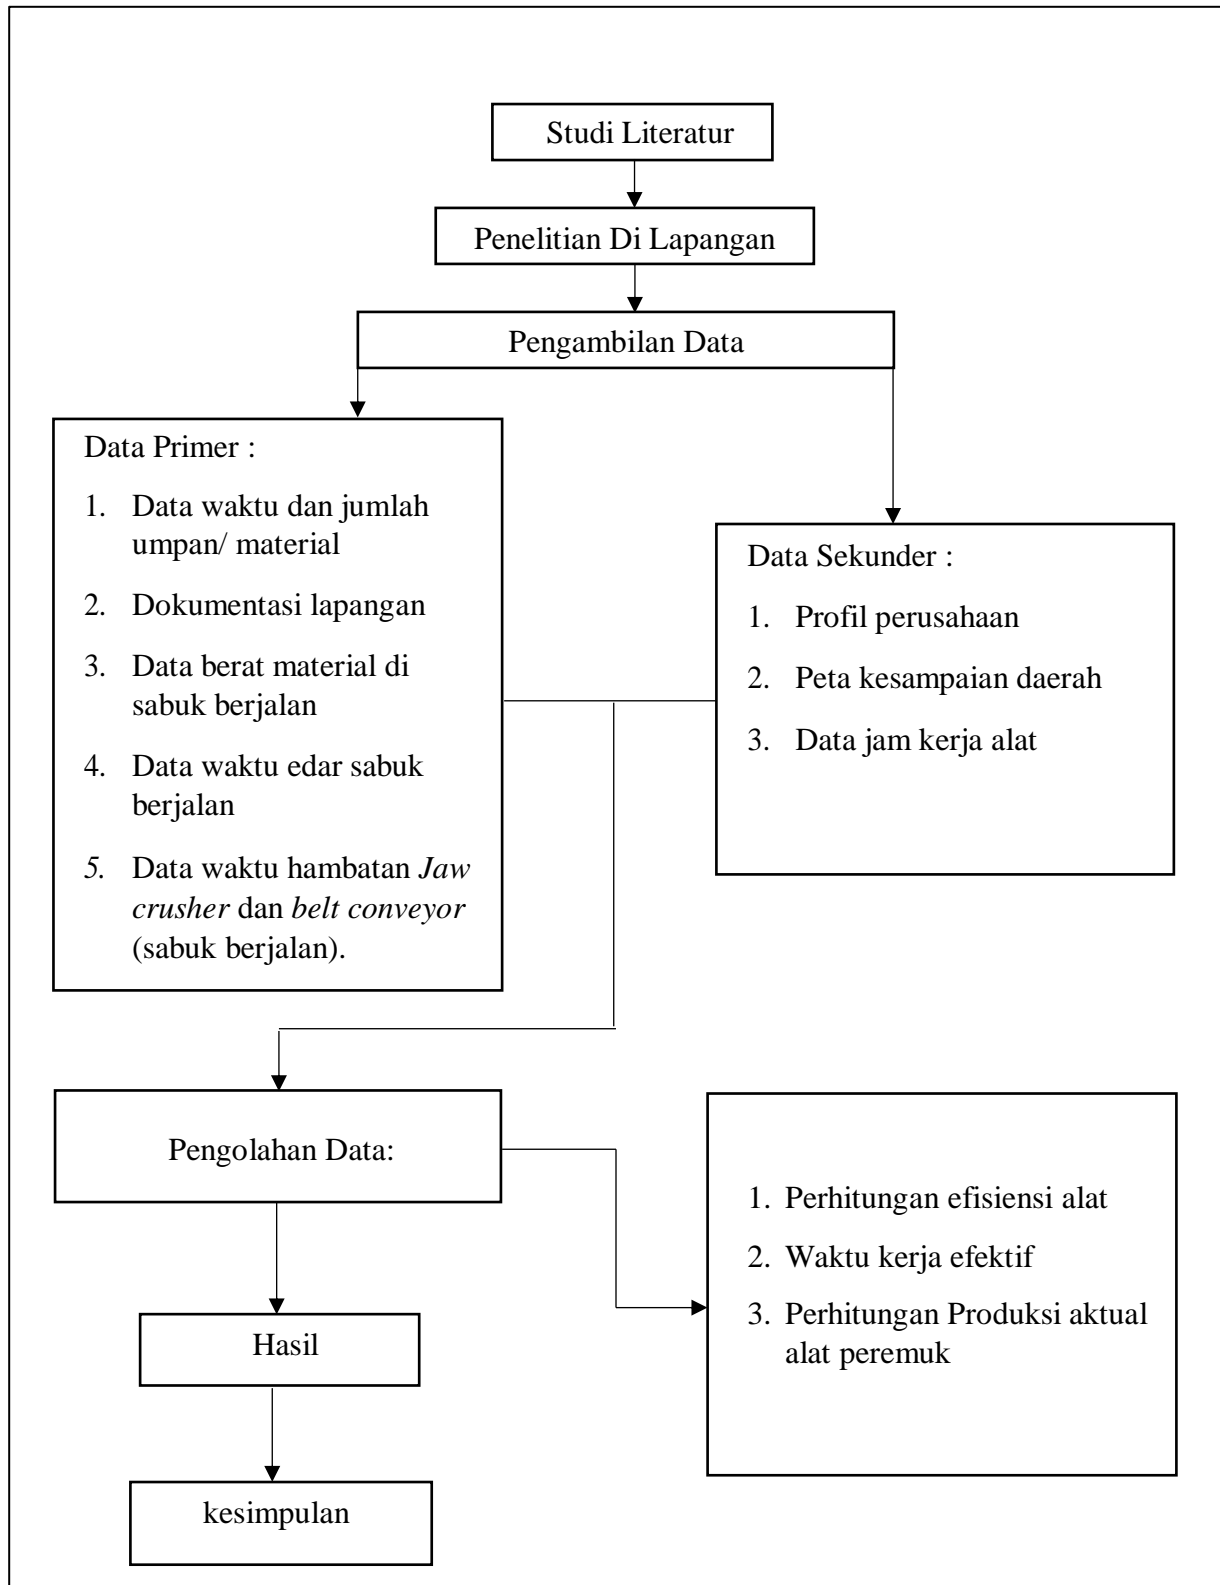 Studi Literatur
Penelitian Di Lapangan
Pengambilan Data
Data Primer :
1. Data waktu dan jumlah
umpan/ material
2. Dokumentasi lapangan
3. Data berat material di
sabuk berjalan
4. Data waktu edar sabuk
berjalan
5. Data waktu hambatan Jaw
crusher dan belt conveyor
(sabuk berjalan).
Data Sekunder :
1. Profil perusahaan
2. Peta kesampaian daerah
3. Data jam kerja alat
Pengolahan Data:
1. Perhitungan efisiensi alat
2. Waktu kerja efektif
3. Perhitungan Produksi aktual
alat peremuk
Hasil
kesimpulan